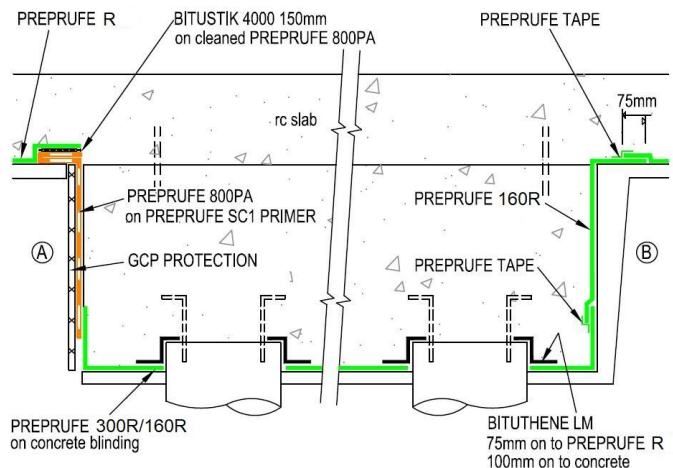 PREPRUFE R
BITUSTIK 4000 150mm
on cleaned PREPRUFE 800PA
PREPRUFE TAPE
75mm
rc slab
PREPRUFE 800PA
on PREPRUFE SC1 PRIMER
PREPRUFE 160R
A
GCP PROTECTION
B
PREPRUFE TAPE
PREPRUFE 300R/160R
on concrete blinding
BITUTHENE LM
75mm on to PREPRUFE R
100mm on to concrete